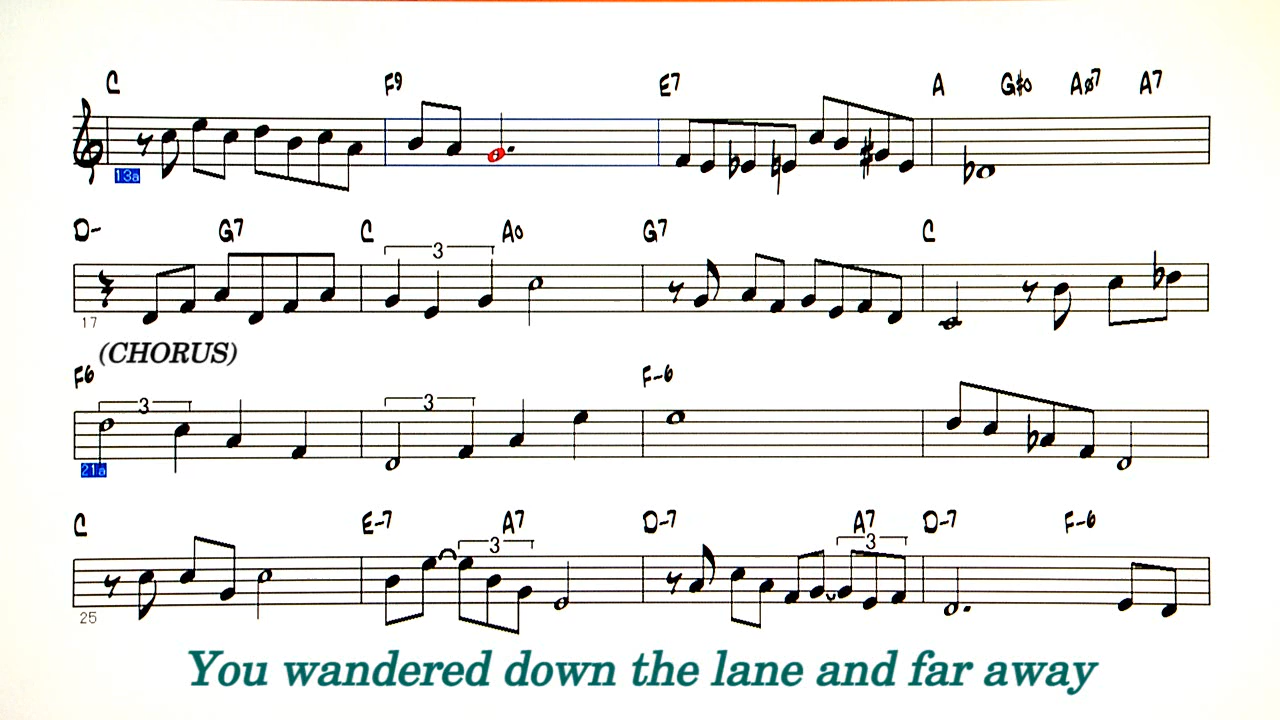 C F9 E7 A G#o Aø7 A7
13a
D- G7 C Ao G7 C
3
17
(CHORUS)
F6 F-6
3 3
21a
C E-7 A7 D-7 A7 D-7 F-6
3 3
25
You wandered down the lane and far away